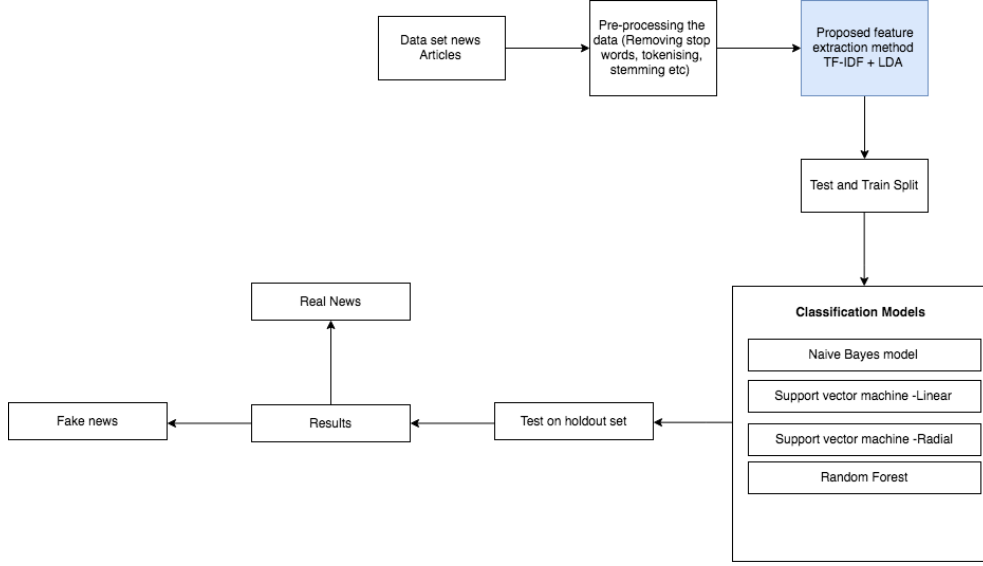 Data set news
Articles
Pre-processing the
data (Removing stop
words, tokenising,
stemming etc)
Proposed feature
extraction method
TF-IDF + LDA
Test and Train Split
Classification Models
Naive Bayes model
Support vector machine -Linear
Support vector machine -Radial
Random Forest
Test on holdout set
Results
Real News
Fake news